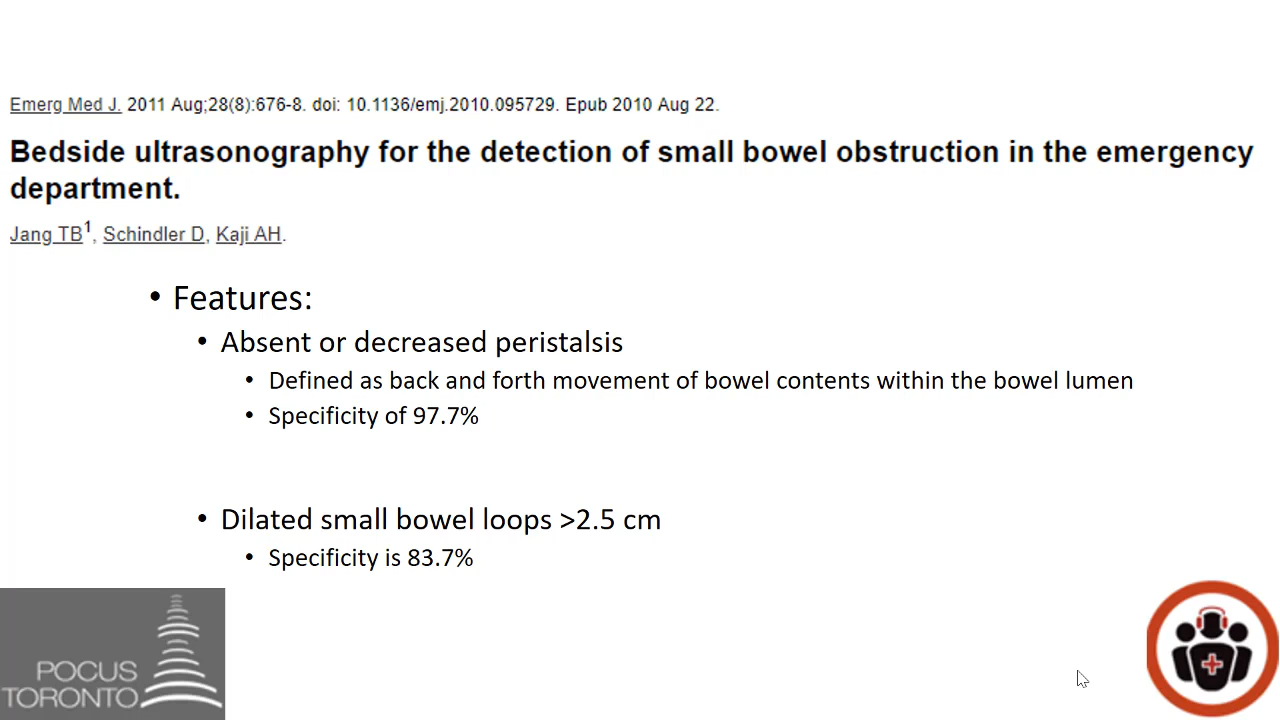 Emerg Med J. 2011 Aug;28(8):676-8. doi: 10.1136/emj.2010.095729. Epub 2010 Aug 22.
Bedside ultrasonography for the detection of small bowel obstruction in the emergency
department.
Jang TB1, Schindler D, Kaji AH.
• Features:
• Absent or decreased peristalsis
• Defined as back and forth movement of bowel contents within the bowel lumen
• Specificity of 97.7%
• Dilated small bowel loops >2.5 cm
• Specificity is 83.7%
POCUS
TORONTO